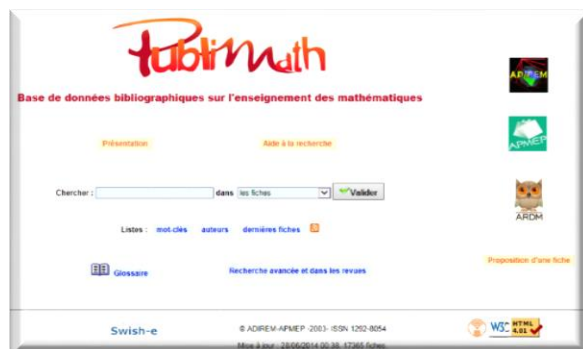 PubliMath
Base de données bibliographiques sur l'enseignement des mathématiques
ADIREM
APMEP
ARDM
Présentation
Aide à la recherche
Chercher : dans les fiches Valider
Listes : mot-clés auteurs dernières fiches
Proposition d'une fiche
Glossaire
Recherche avancée et dans les revues
Swish-e
© ADIREM-APMEP -2003- ISSN 1292-8054
W3C HTML 4.01
Mise à jour : 28/06/2014 00:38, 17365 fiches